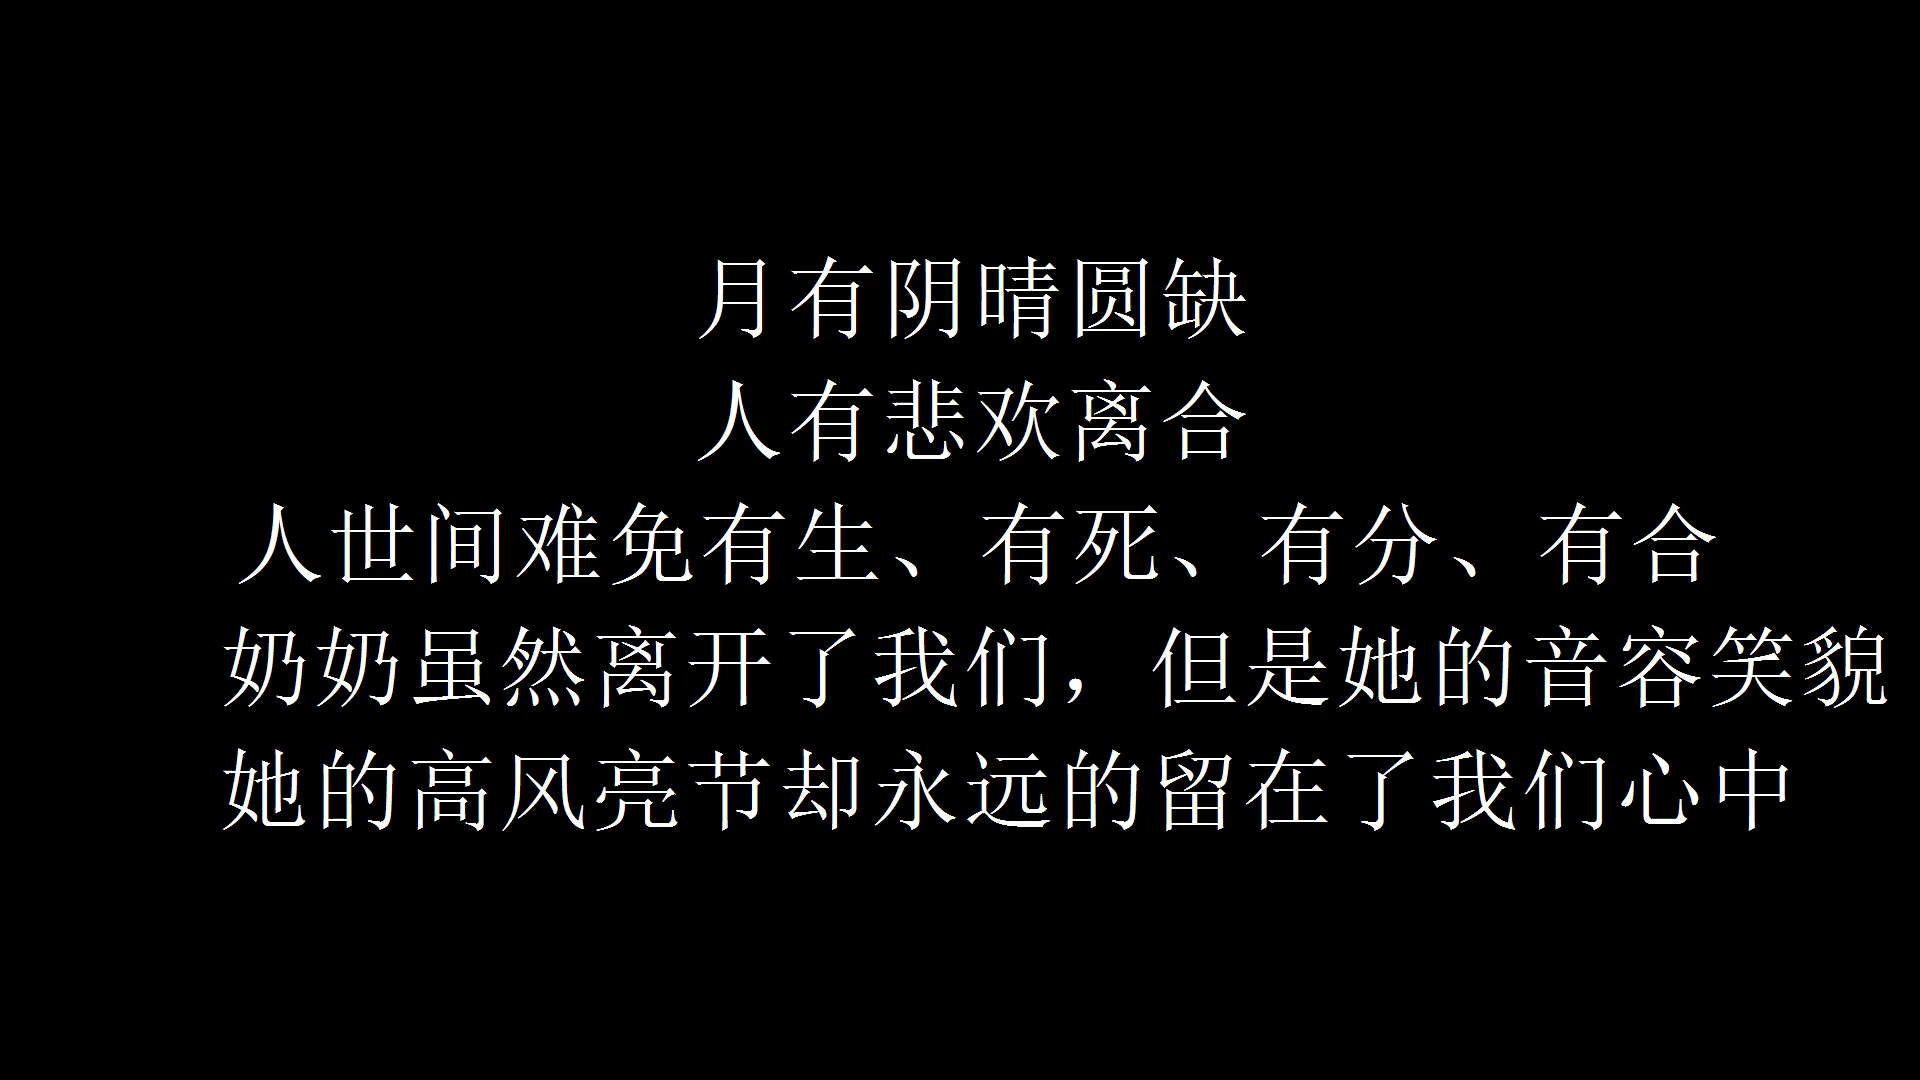 月有阴晴圆缺
人有悲欢离合
人世间难免有生、有死、有分、有合
奶奶虽然离开了我们，但是她的音容笑貌
她的高风亮节却永远的留在了我们心中